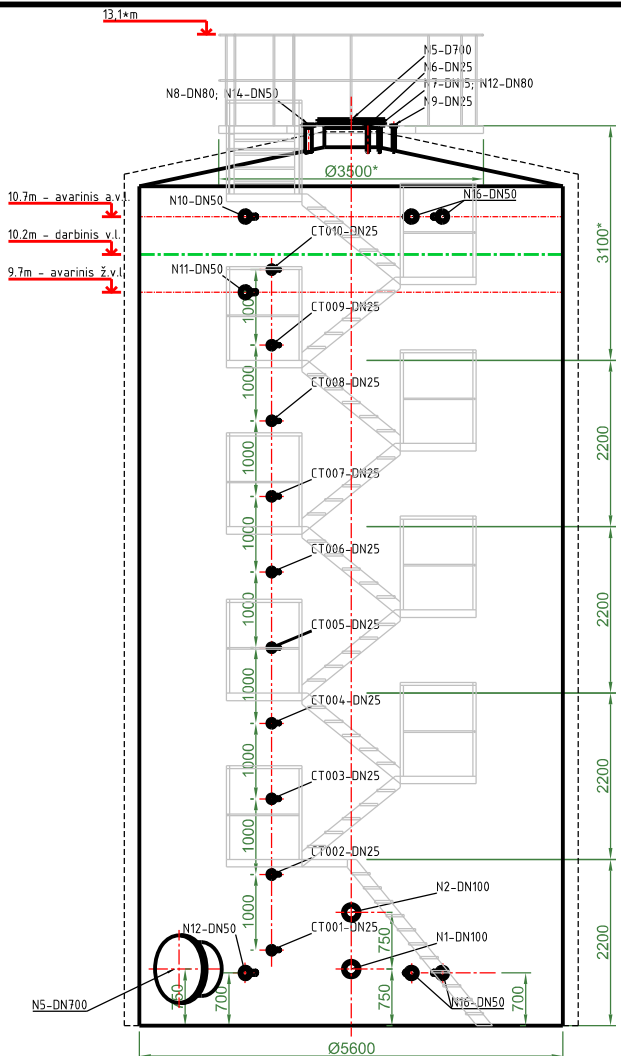 13,1*m
N5-D700
N6-DN25
N8-DN80; N14-DN50
N7-DN15; N12-DN80
N9-DN25
Ø3500*
10.7m - avarinis a.v.l.
N10-DN50
N16-DN50
10.2m - darbinis v.l.
CT010-DN25
3100*
9.7m - avarinis ž.v.l.
N11-DN50
1000
CT009-DN25
1000
CT008-DN25
2200
1000
CT007-DN25
1000
CT006-DN25
2200
1000
CT005-DN25
1000
CT004-DN25
2200
1000
CT003-DN25
1000
CT002-DN25
N2-DN100
1000
2200
N12-DN50
CT001-DN25
750
N1-DN100
N5-DN700
750
700
750
N16-DN50
700
Ø5600